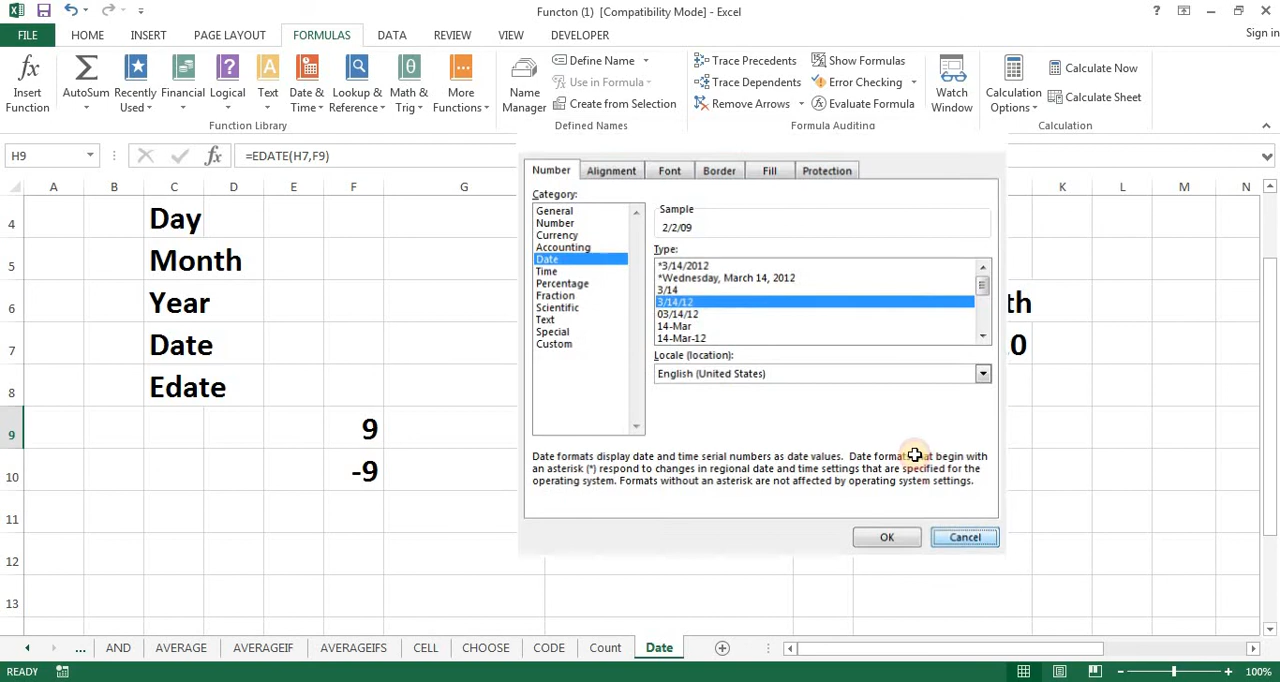 Functon (1) [Compatibility Mode] - Excel
?
Sign in
FILE HOME INSERT PAGE LAYOUT FORMULAS DATA REVIEW VIEW DEVELOPER
Insert Function
AutoSum
Recently Used
Financial
Logical
Text
Date & Time
Lookup & Reference
Math & Trig
More Functions
Function Library
Name Manager
Define Name
Use in Formula
Create from Selection
Defined Names
Trace Precedents
Trace Dependents
Remove Arrows
Show Formulas
Error Checking
Evaluate Formula
Formula Auditing
Watch Window
Calculation Options
Calculate Now
Calculate Sheet
Calculation
H9 fx =EDATE(H7,F9)
A B C D E F G K L M N
4 Day
5 Month
6 Year th
7 Date 10
8 Edate
9 9
10 -9
11
12
13
Number Alignment Font Border Fill Protection
Category:
General
Number
Currency
Accounting
Date
Time
Percentage
Fraction
Scientific
Text
Special
Custom
Sample
2/2/09
Type:
*3/14/2012
*Wednesday, March 14, 2012
3/14
3/14/12
03/14/12
14-Mar
14-Mar-12
Locale (location):
English (United States)
Date formats display date and time serial numbers as date values. Date formats that begin with
an asterisk (*) respond to changes in regional date and time settings that are specified for the
operating system. Formats without an asterisk are not affected by operating system settings.
OK Cancel
... AND AVERAGE AVERAGEIF AVERAGEIFS CELL CHOOSE CODE Count Date
READY 100%